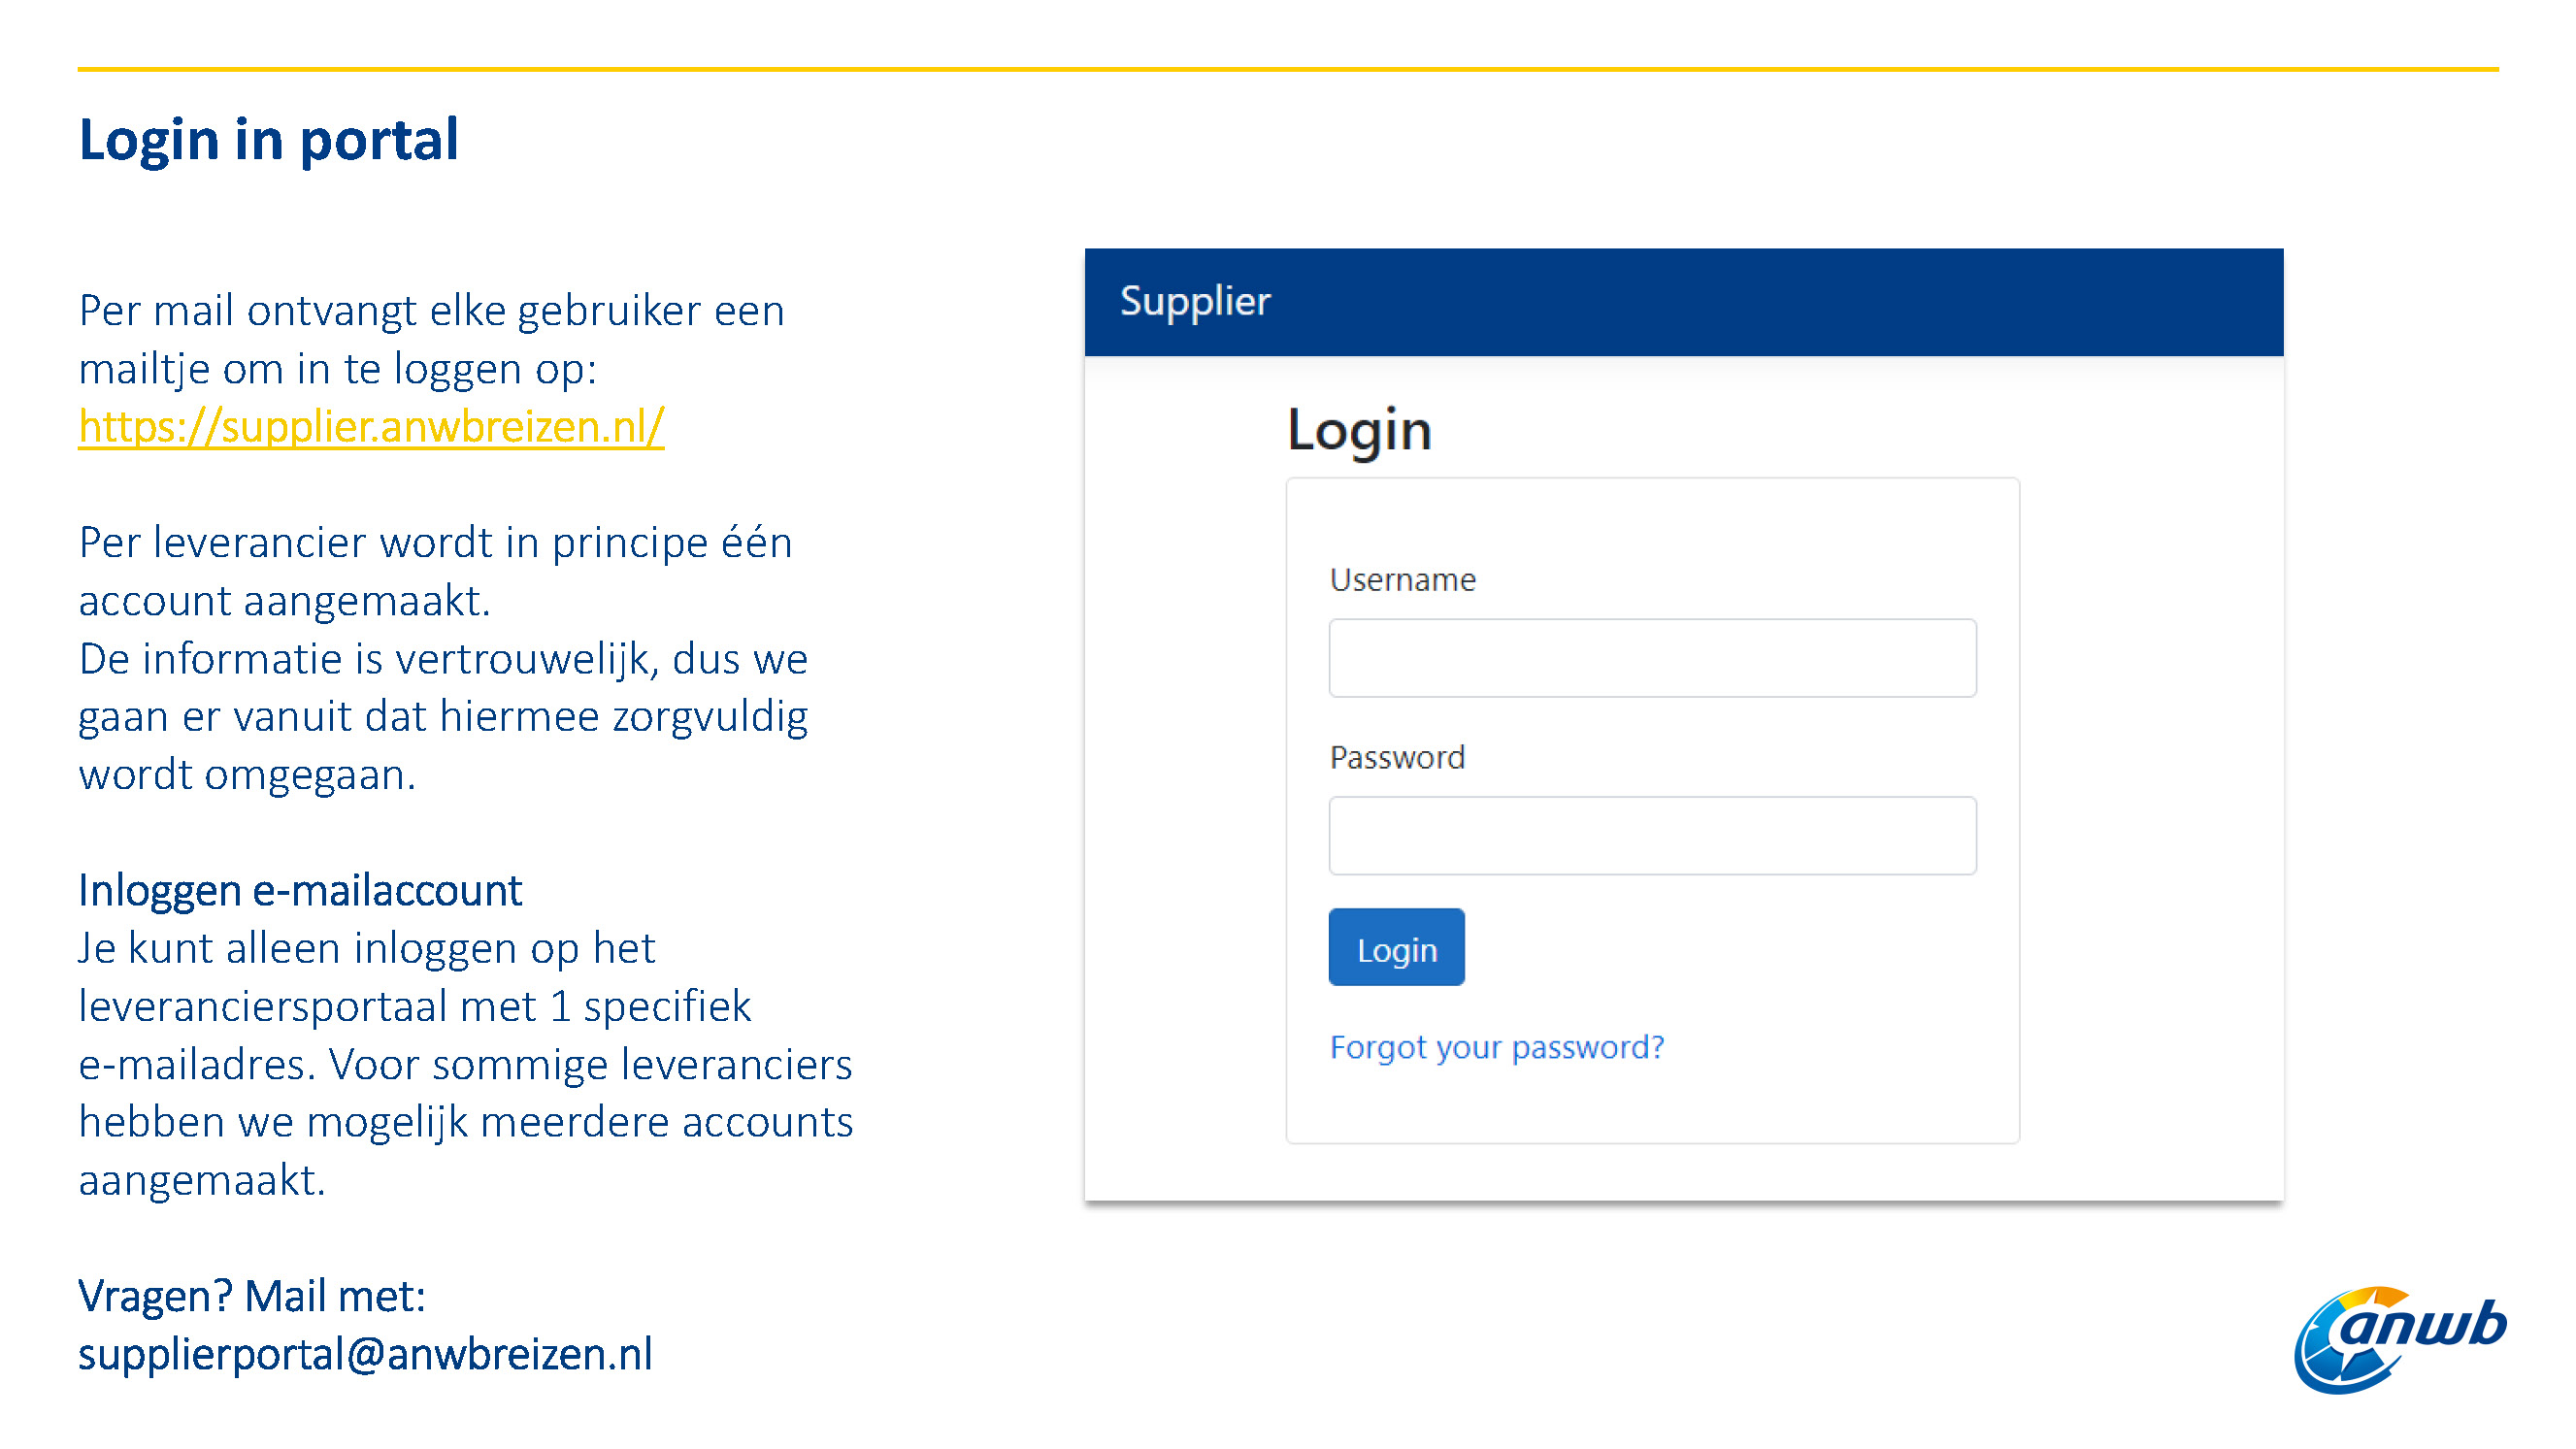 Login in portal
Per mail ontvangt elke gebruiker een
mailtje om in te loggen op:
https://supplier.anwbreizen.nl/
Per leverancier wordt in principe één
account aangemaakt.
De informatie is vertrouwelijk, dus we
gaan er vanuit dat hiermee zorgvuldig
wordt omgegaan.
Inloggen e-mailaccount
Je kunt alleen inloggen op het
leveranciersportaal met 1 specifiek
e-mailadres. Voor sommige leveranciers
hebben we mogelijk meerdere accounts
aangemaakt.
Vragen? Mail met:
supplierportal@anwbreizen.nl
Supplier
Login
Username
Password
Login
Forgot your password?
anwb